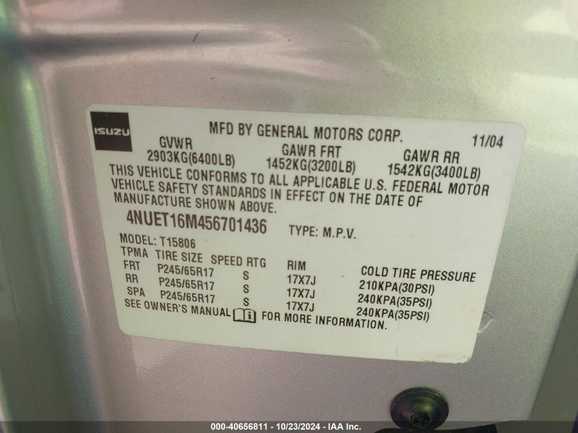 ISUZU
MFD BY GENERAL MOTORS CORP. 11/04
GVWR GAWR FRT GAWR RR
2903KG(6400LB) 1452KG(3200LB) 1542KG(3400LB)
THIS VEHICLE CONFORMS TO ALL APPLICABLE U.S. FEDERAL MOTOR
VEHICLE SAFETY STANDARDS IN EFFECT ON THE DATE OF
MANUFACTURE SHOWN ABOVE.
4NUET16M456701436 TYPE: M.P.V.
MODEL: T15806
TPMA TIRE SIZE SPEED RTG RIM COLD TIRE PRESSURE
FRT P245/65R17 S 17X7J 210KPA(30PSI)
RR P245/65R17 S 17X7J 240KPA(35PSI)
SPA P245/65R17 S 17X7J 240KPA(35PSI)
SEE OWNER'S MANUAL FOR MORE INFORMATION.
000-40656811 - 10/23/2024 - IAA Inc.